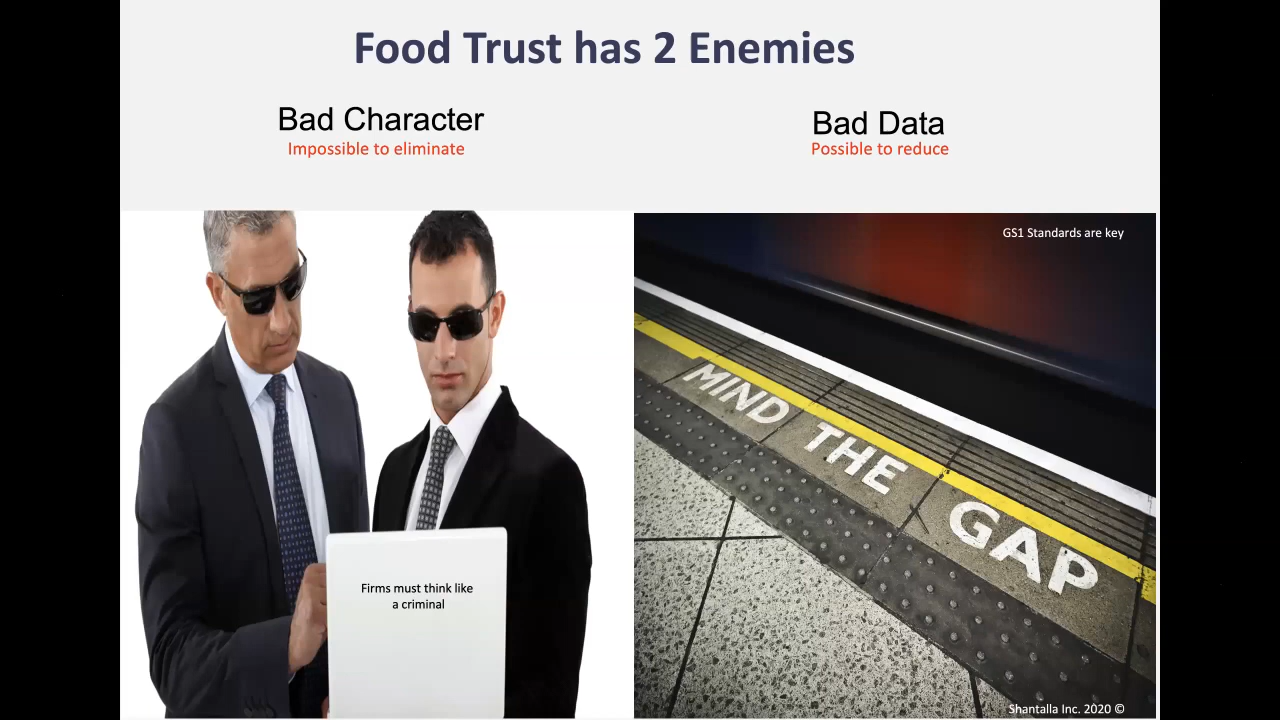 Food Trust has 2 Enemies
Bad Character
Impossible to eliminate
Bad Data
Possible to reduce
Firms must think like
a criminal
GS1 Standards are key
MIND THE GAP
Shantalla Inc. 2020 ©